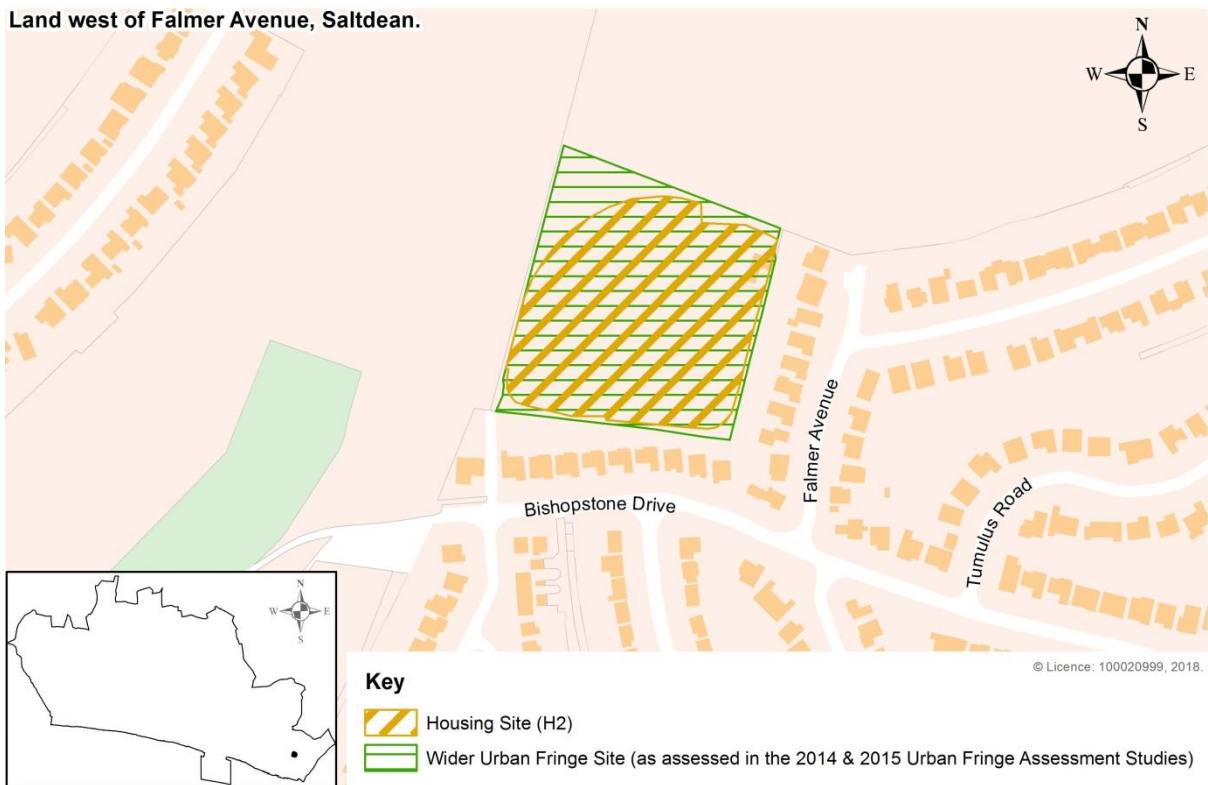 Land west of Falmer Avenue, Saltdean.
N
W E
S
Falmer Avenue
Bishopstone Drive
Tumulus Road
N
W E
S
© Licence: 100020999, 2018.
Key
Housing Site (H2)
Wider Urban Fringe Site (as assessed in the 2014 & 2015 Urban Fringe Assessment Studies)